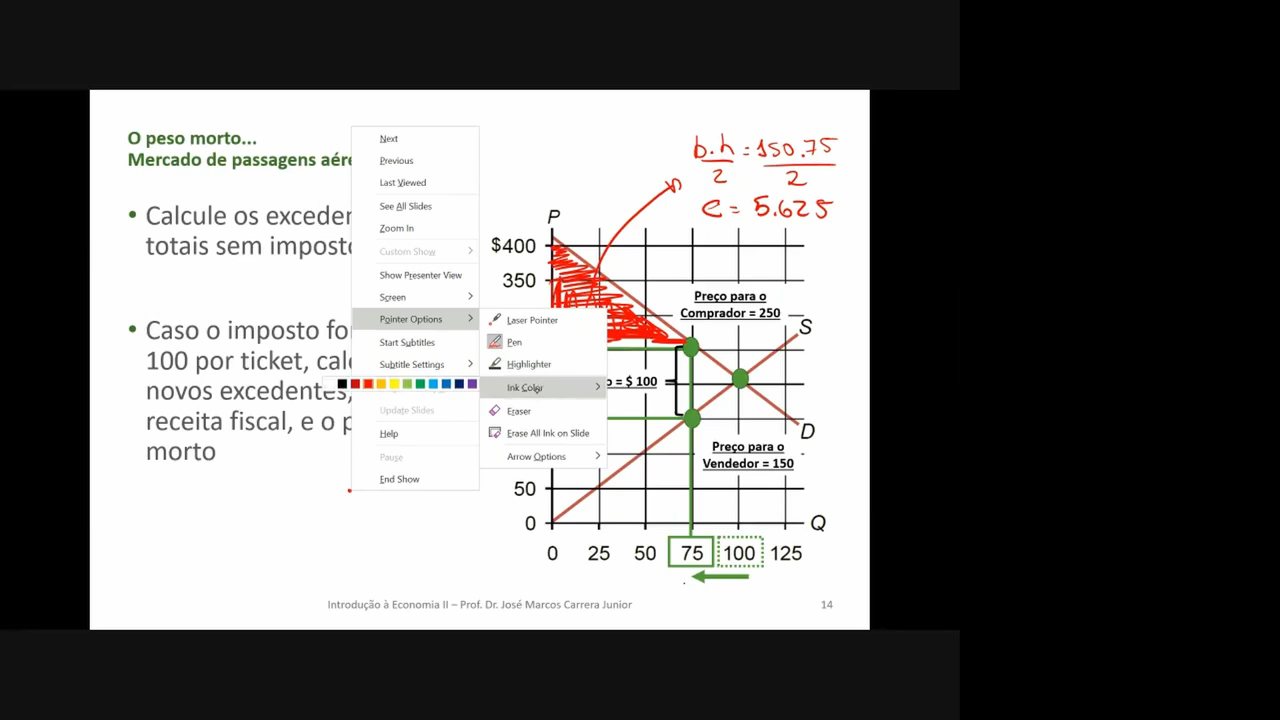 O peso morto...
Mercado de passagens aére
• Calcule os exceden
totais sem imposto
• Caso o imposto fo
100 por ticket, calc
novos excedentes,
receita fiscal, e o p
morto
Next
Previous
Last Viewed
See All Slides
Zoom In
Custom Show
Show Presenter View
Screen
Pointer Options
Start Subtitles
Subtitle Settings
Update Slides
Help
Pause
End Show
Laser Pointer
Pen
Highlighter
Ink Color
Eraser
Erase All Ink on Slide
Arrow Options
b.h = 150.75
2 2
e = 5.625
P
$400
350
Preço para o
Comprador = 250
S
o = $ 100
D
Preço para o
Vendedor = 150
50
0
Q
0 25 50 75 100 125
Introdução à Economia II – Prof. Dr. José Marcos Carrera Junior
14